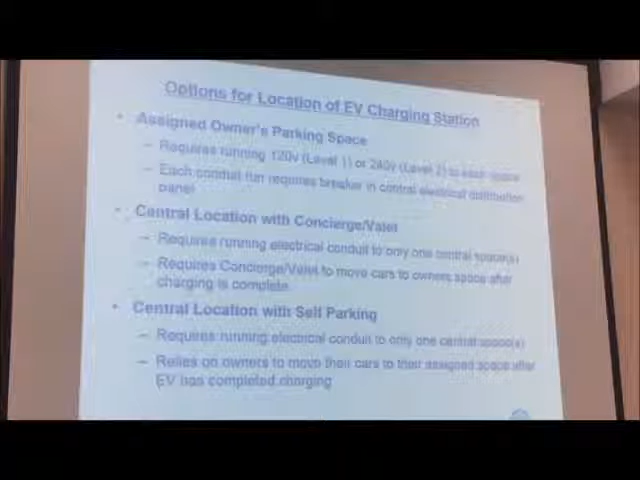 Options for Location of EV Charging Station
• Assigned Owner's Parking Space
– Requires running 120v (Level 1) or 240v (Level 2) to each space
– Each conduit run requires breaker in central electrical distribution
panel
• Central Location with Concierge/Valet
– Requires running electrical conduit to only one central space(s)
– Requires Concierge/Valet to move cars to owners space after
charging is complete
• Central Location with Self Parking
– Requires running electrical conduit to only one central space(s)
– Relies on owners to move their cars to their assigned space after
EV has completed charging